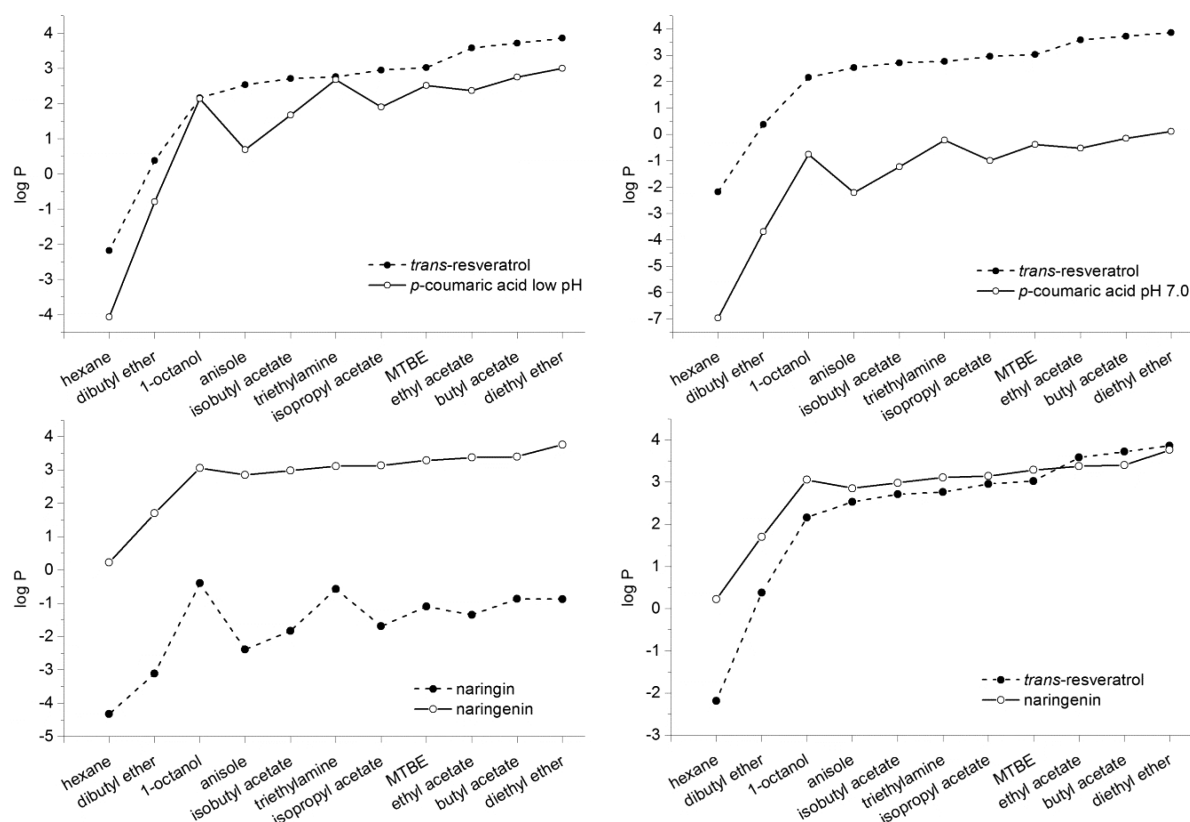 4
3
2
1
0
-1
-2
-3
-4
log P
trans-resveratrol
p-coumaric acid low pH
hexane
dibutyl ether
1-octanol
anisole
isobutyl acetate
triethylamine
isopropyl acetate
MTBE
ethyl acetate
butyl acetate
diethyl ether
4
3
2
1
0
-1
-2
-3
-4
-5
-6
-7
log P
trans-resveratrol
p-coumaric acid pH 7.0
hexane
dibutyl ether
1-octanol
anisole
isobutyl acetate
triethylamine
isopropyl acetate
MTBE
ethyl acetate
butyl acetate
diethyl ether
4
3
2
1
0
-1
-2
-3
-4
-5
log P
naringin
naringenin
hexane
dibutyl ether
1-octanol
anisole
isobutyl acetate
triethylamine
isopropyl acetate
MTBE
ethyl acetate
butyl acetate
diethyl ether
4
3
2
1
0
-1
-2
-3
log P
trans-resveratrol
naringenin
hexane
dibutyl ether
1-octanol
anisole
isobutyl acetate
triethylamine
isopropyl acetate
MTBE
ethyl acetate
butyl acetate
diethyl ether